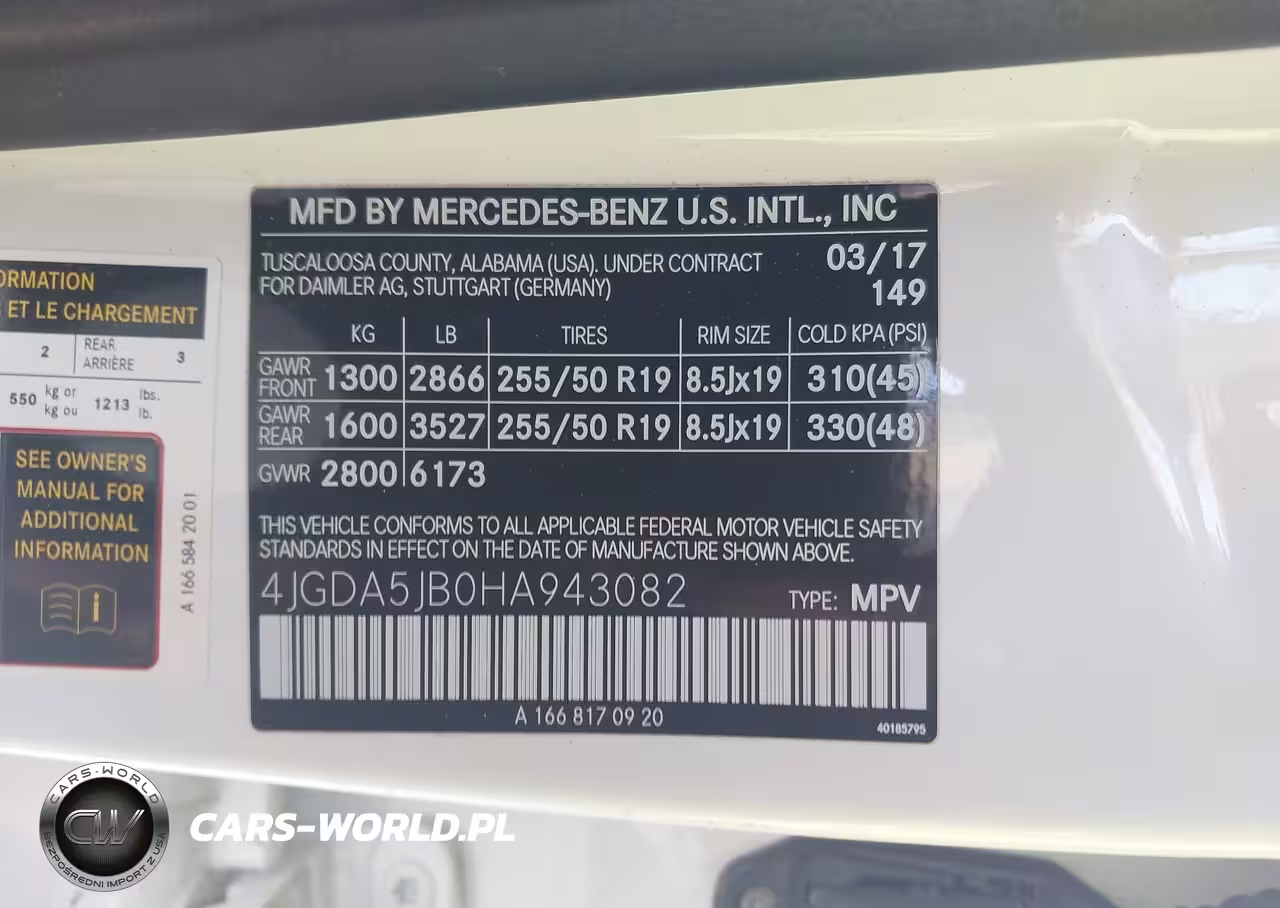 MFD BY MERCEDES-BENZ U.S. INTL., INC
TUSCALOOSA COUNTY, ALABAMA (USA). UNDER CONTRACT
FOR DAIMLER AG, STUTTGART (GERMANY)
03/17
149
KG LB TIRES RIM SIZE COLD KPA (PSI)
GAWR FRONT 1300 2866 255/50 R19 8.5Jx19 310(45)
GAWR REAR 1600 3527 255/50 R19 8.5Jx19 330(48)
GVWR 2800 6173
THIS VEHICLE CONFORMS TO ALL APPLICABLE FEDERAL MOTOR VEHICLE SAFETY
STANDARDS IN EFFECT ON THE DATE OF MANUFACTURE SHOWN ABOVE.
4JGDA5JB0HA943082 TYPE: MPV
A 166 817 09 20
40185795
ORMATION
ET LE CHARGEMENT
2 REAR ARRIÈRE 3
550 kg or kg ou 1213 lbs. lb.
SEE OWNER'S
MANUAL FOR
ADDITIONAL
INFORMATION
A 166 584 20 01
CARS-WORLD
CW
BEZPOŚREDNI IMPORT Z USA
CARS-WORLD.PL